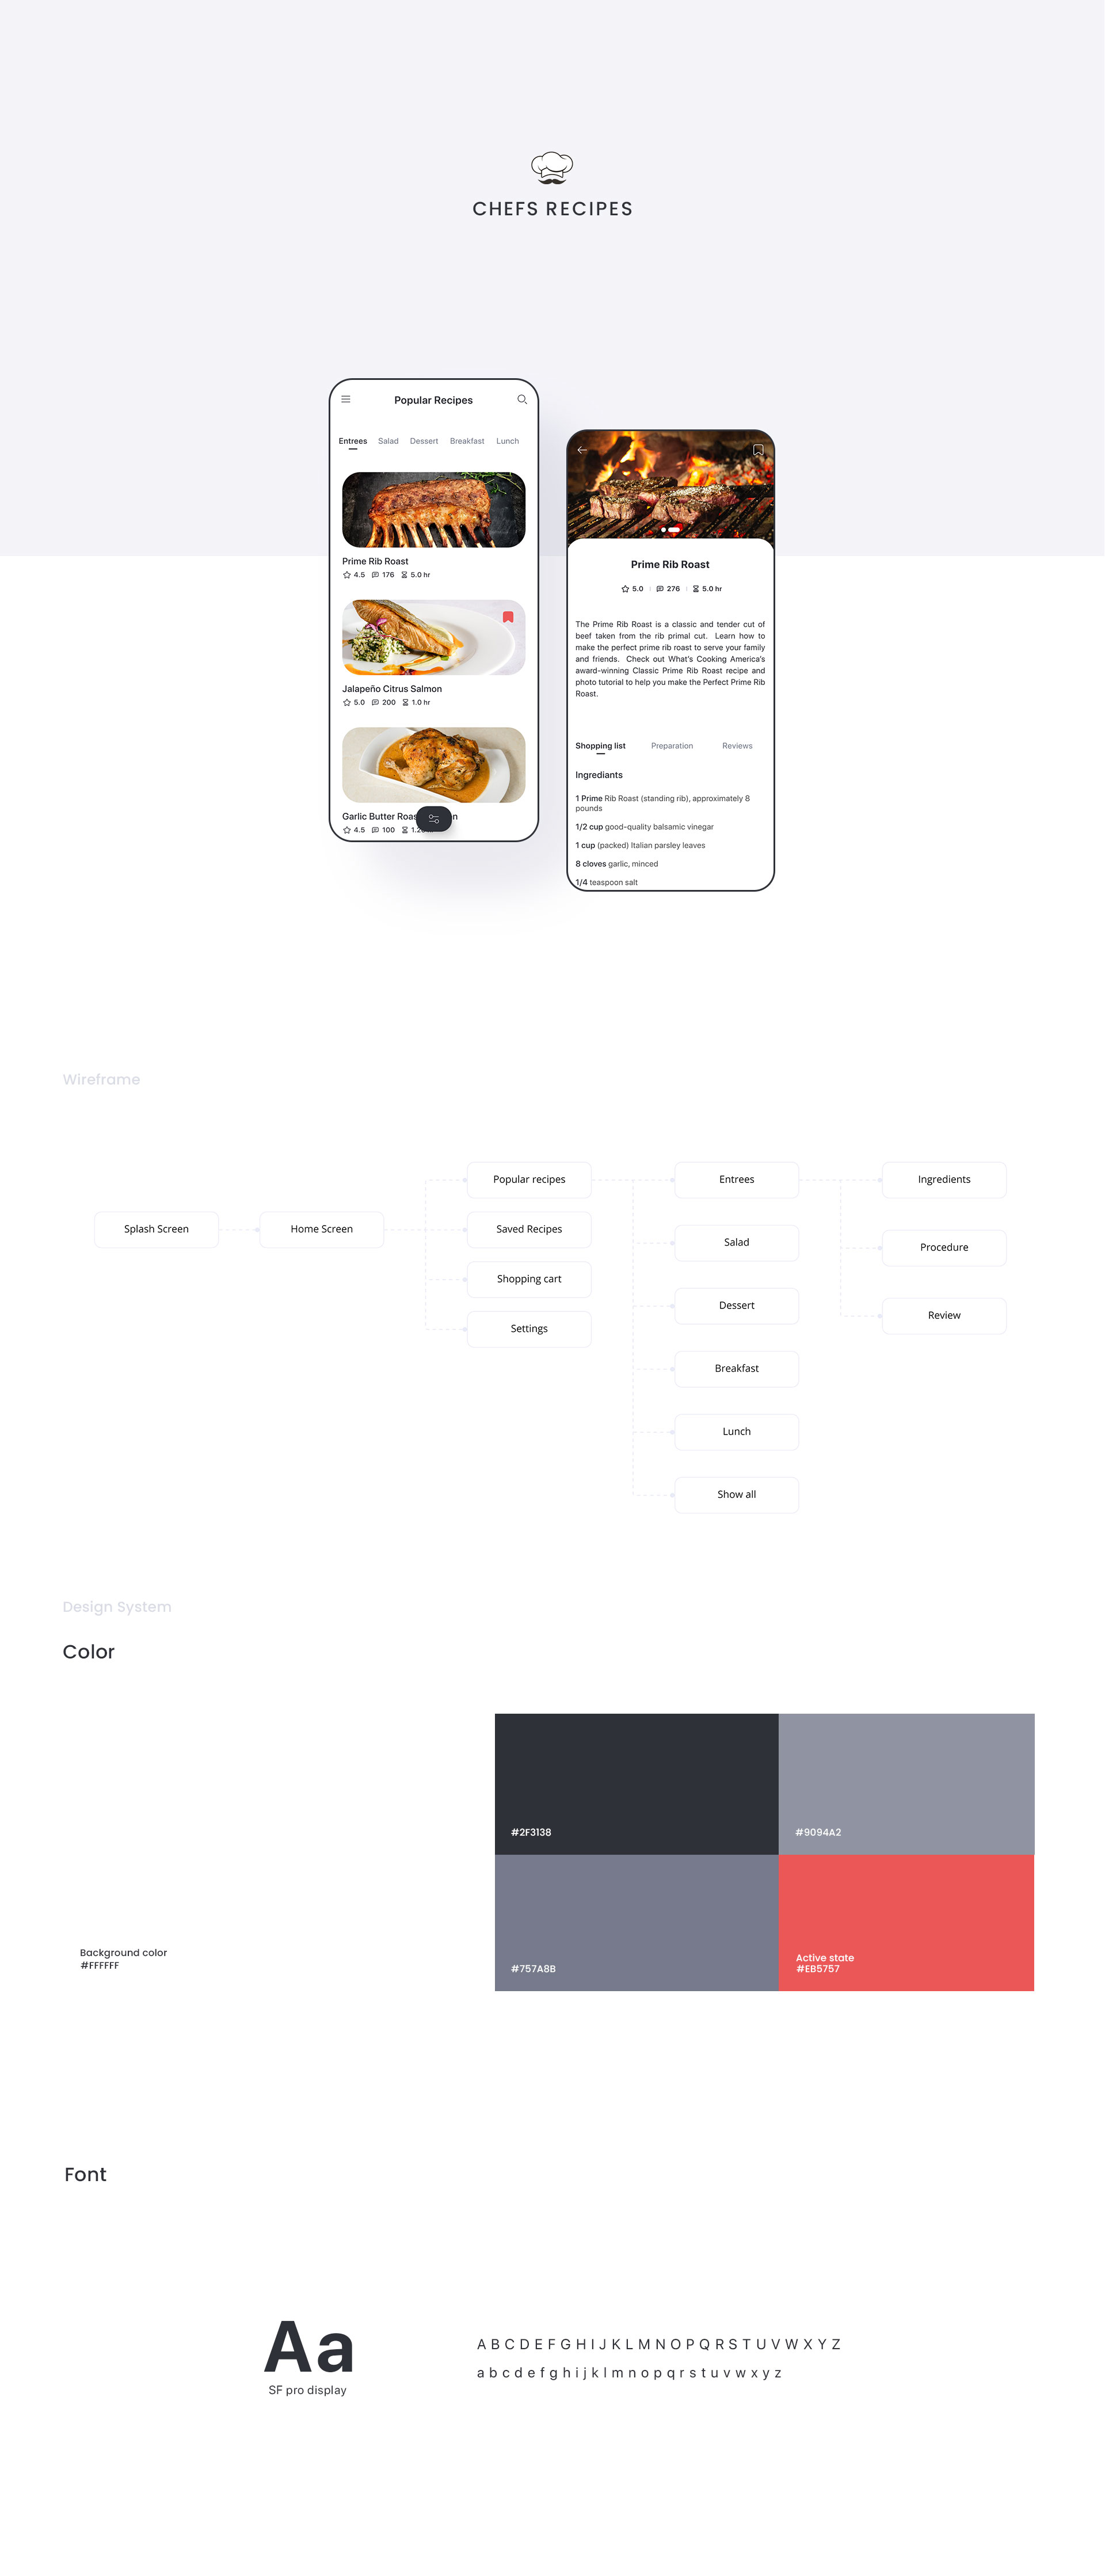 CHEFS RECIPES
Popular Recipes
Entrees Salad Dessert Breakfast Lunch
Prime Rib Roast
4.5 176 5.0 hr
Jalapeño Citrus Salmon
5.0 200 1.0 hr
Garlic Butter Roas
4.5 100
Prime Rib Roast
5.0 276 5.0 hr
The Prime Rib Roast is a classic and tender cut of
beef taken from the rib primal cut. Learn how to
make the perfect prime rib roast to serve your family
and friends. Check out What's Cooking America's
award-winning Classic Prime Rib Roast recipe and
photo tutorial to help you make the Perfect Prime Rib
Roast.
Shopping list Preparation Reviews
Ingrediants
1 Prime Rib Roast (standing rib), approximately 8
pounds
1/2 cup good-quality balsamic vinegar
1 cup (packed) Italian parsley leaves
8 cloves garlic, minced
1/4 teaspoon salt
Wireframe
Splash Screen
Home Screen
Popular recipes
Saved Recipes
Shopping cart
Settings
Entrees
Salad
Dessert
Breakfast
Lunch
Show all
Ingredients
Procedure
Review
Design System
Color
Background color
#FFFFFF
#2F3138
#9094A2
#757A8B
Active state
#EB5757
Font
Aa
SF pro display
A B C D E F G H I J K L M N O P Q R S T U V W X Y Z
a b c d e f g h i j k l m n o p q r s t u v w x y z